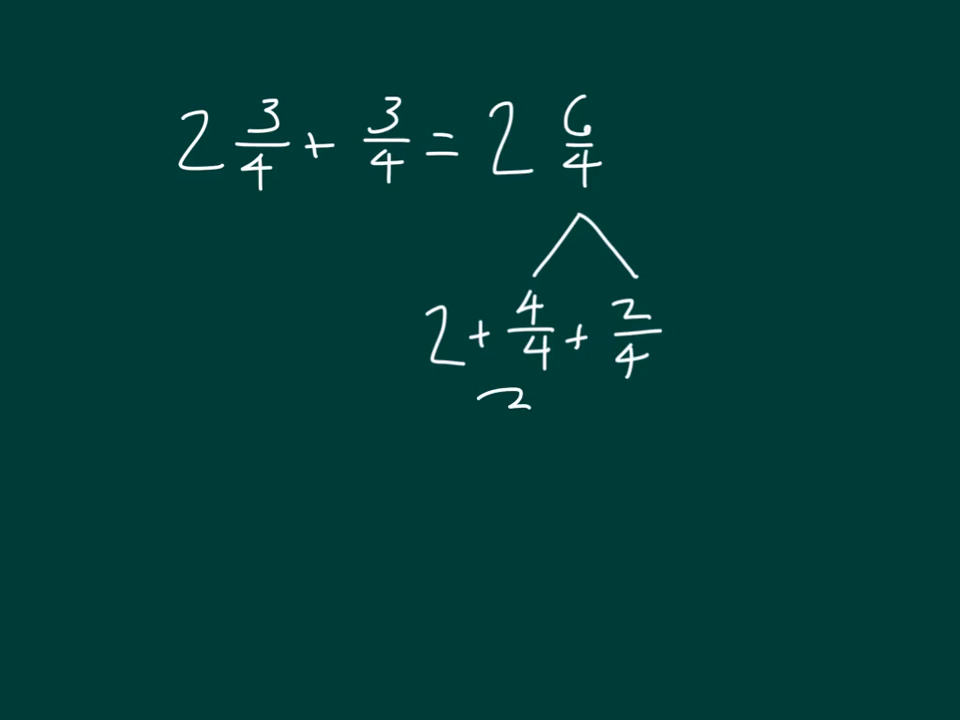 2 3/4 + 3/4 = 2 6/4
2 + 4/4 + 2/4